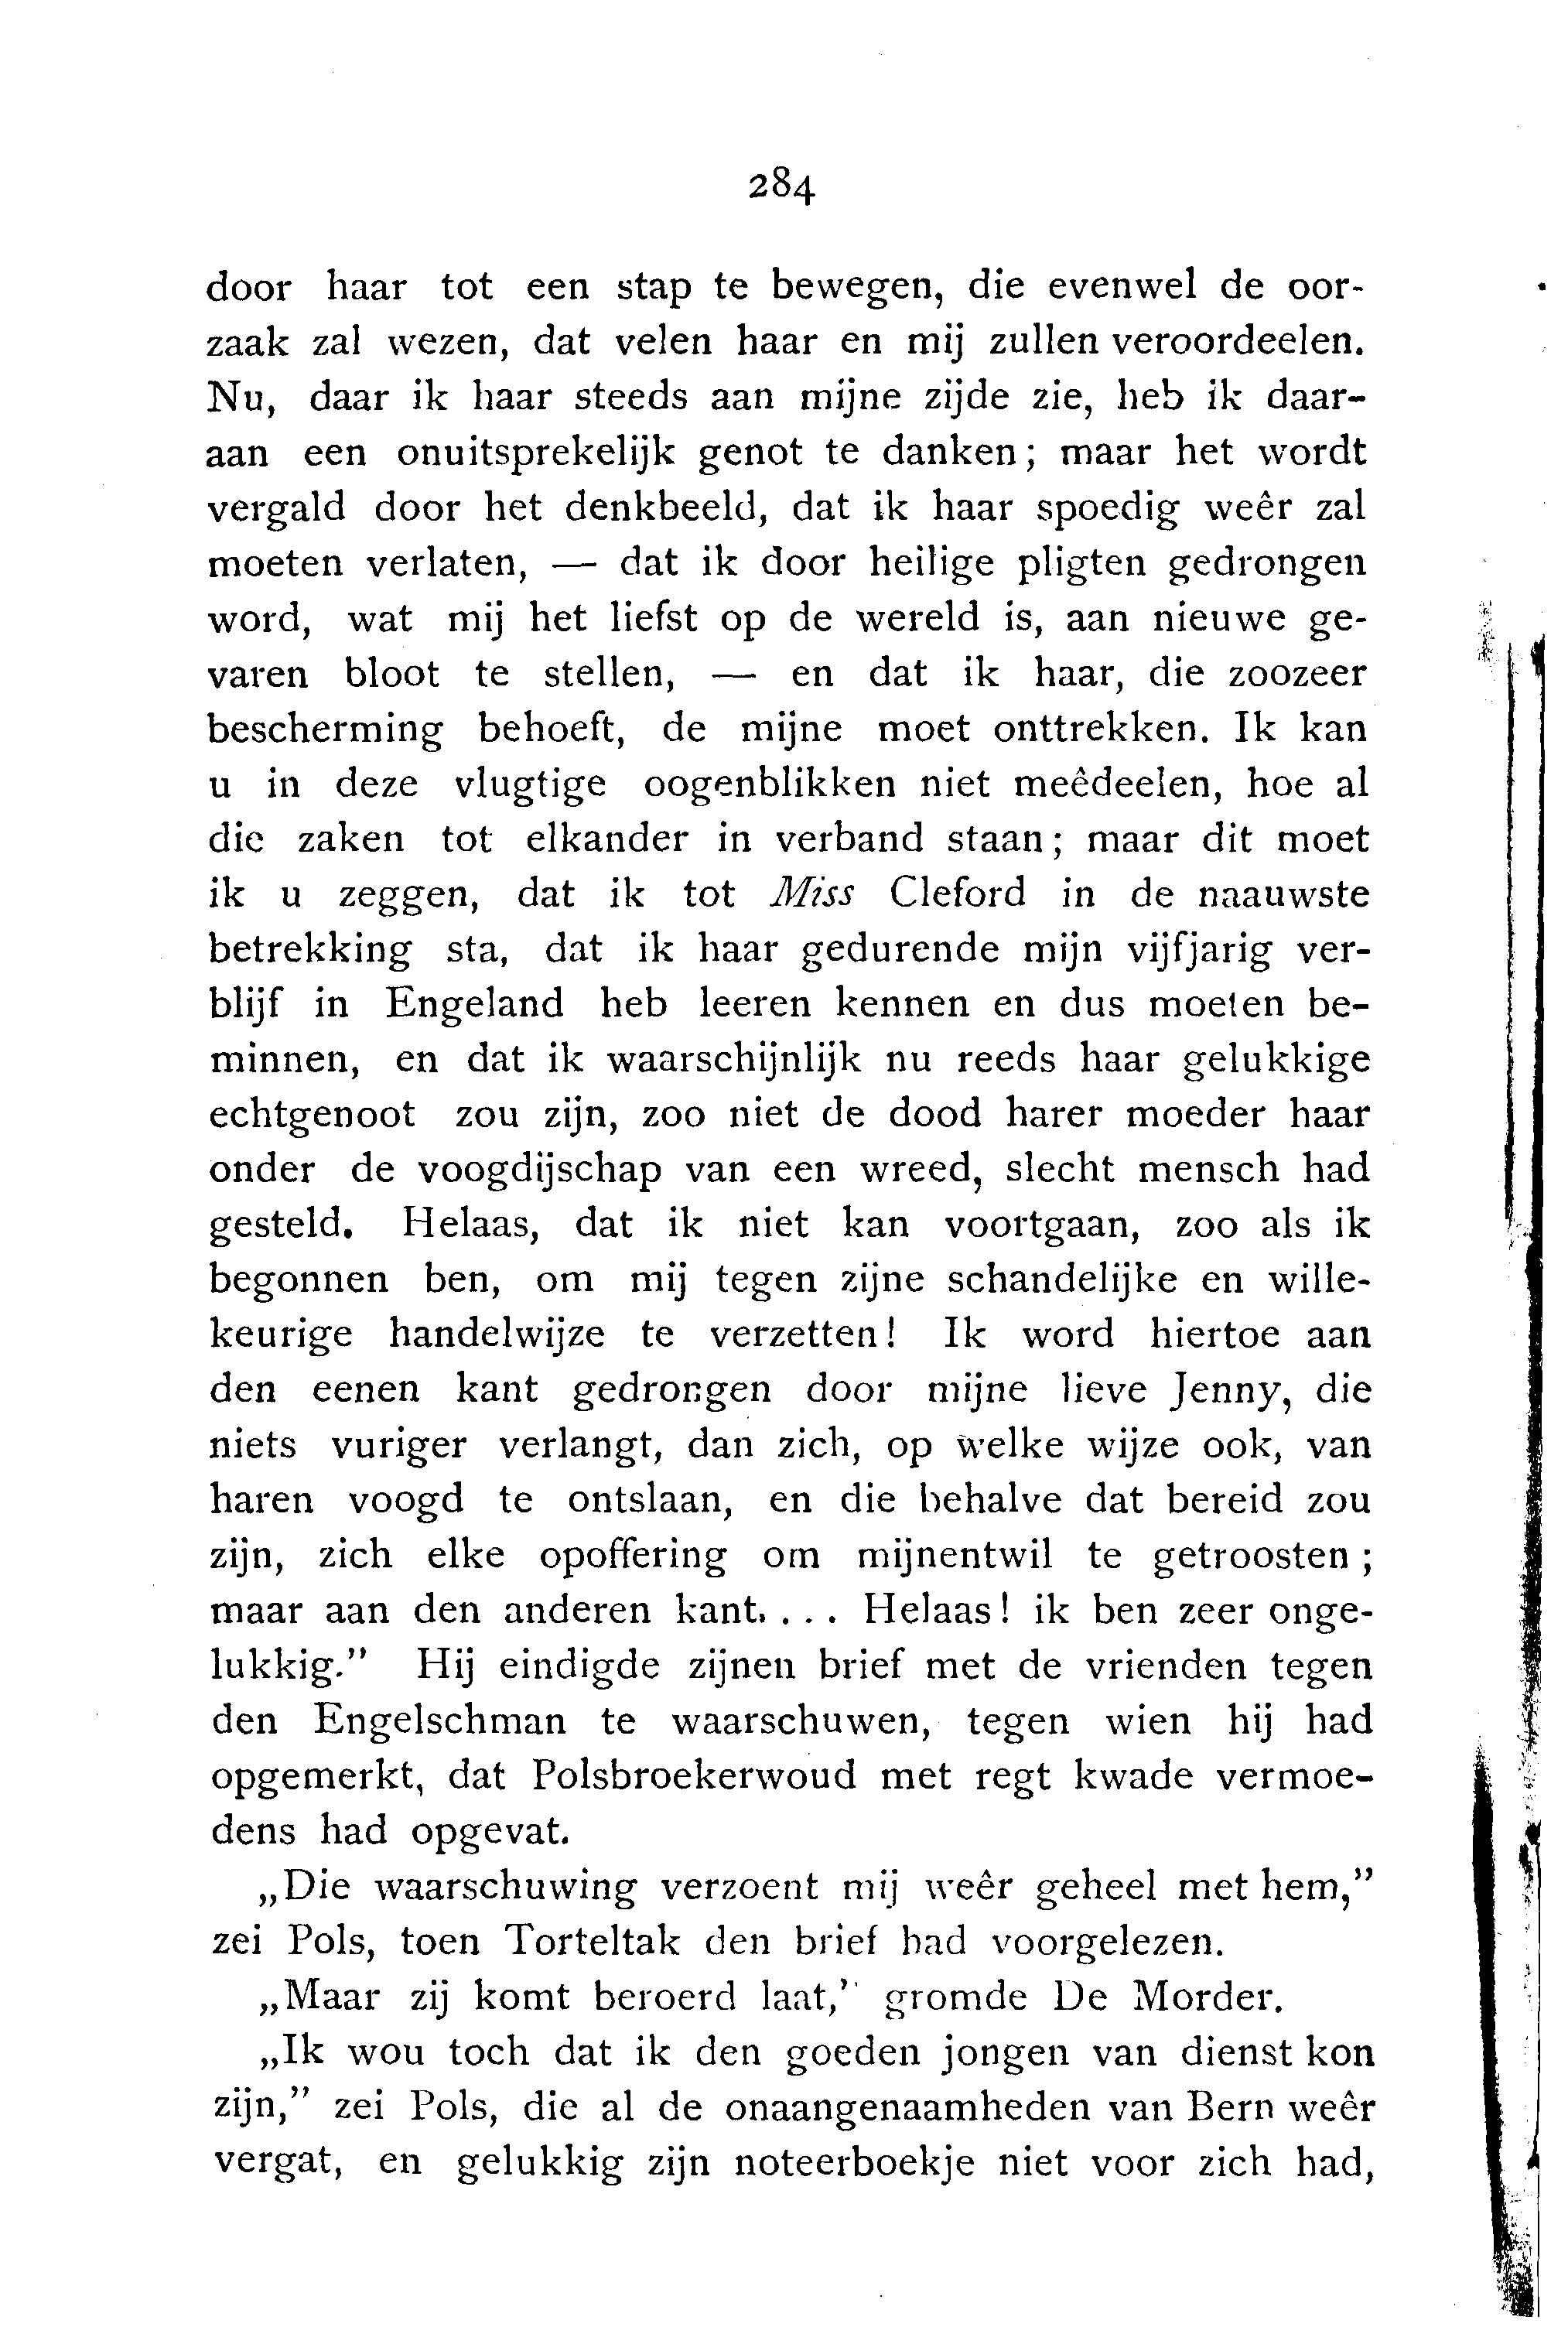 284
door haar tot een stap te bewegen, die evenwel de oor-
zaak zal wezen, dat velen haar en mij zullen veroordeelen.
Nu, daar ik haar steeds aan mijne zijde zie, heb ik daar-
aan een onuitsprekelijk genot te danken; maar het wordt
vergald door het denkbeeld, dat ik haar spoedig weêr zal
moeten verlaten, — dat ik door heilige pligten gedrongen
word, wat mij het liefst op de wereld is, aan nieuwe ge-
varen bloot te stellen, — en dat ik haar, die zoozeer
bescherming behoeft, de mijne moet onttrekken. Ik kan
u in deze vlugtige oogenblikken niet meêdeelen, hoe al
die zaken tot elkander in verband staan; maar dit moet
ik u zeggen, dat ik tot Miss Cleford in de naauwste
betrekking sta, dat ik haar gedurende mijn vijfjarig ver-
blijf in Engeland heb leeren kennen en dus moeten be-
minnen, en dat ik waarschijnlijk nu reeds haar gelukkige
echtgenoot zou zijn, zoo niet de dood harer moeder haar
onder de voogdijschap van een wreed, slecht mensch had
gesteld. Helaas, dat ik niet kan voortgaan, zoo als ik
begonnen ben, om mij tegen zijne schandelijke en wille-
keurige handelwijze te verzetten! Ik word hiertoe aan
den eenen kant gedrongen door mijne lieve Jenny, die
niets vuriger verlangt, dan zich, op welke wijze ook, van
haren voogd te ontslaan, en die behalve dat bereid zou
zijn, zich elke opoffering om mijnentwil te getroosten;
maar aan den anderen kant.... Helaas! ik ben zeer onge-
lukkig.” Hij eindigde zijnen brief met de vrienden tegen
den Engelschman te waarschuwen, tegen wien hij had
opgemerkt, dat Polsbroekerwoud met regt kwade vermoe-
dens had opgevat.
„Die waarschuwing verzoent mij weêr geheel met hem,”
zei Pols, toen Torteltak den brief had voorgelezen.
„Maar zij komt beroerd laat,” gromde De Morder.
„Ik wou toch dat ik den goeden jongen van dienst kon
zijn,” zei Pols, die al de onaangenaamheden van Bern weêr
vergat, en gelukkig zijn noteerboekje niet voor zich had,